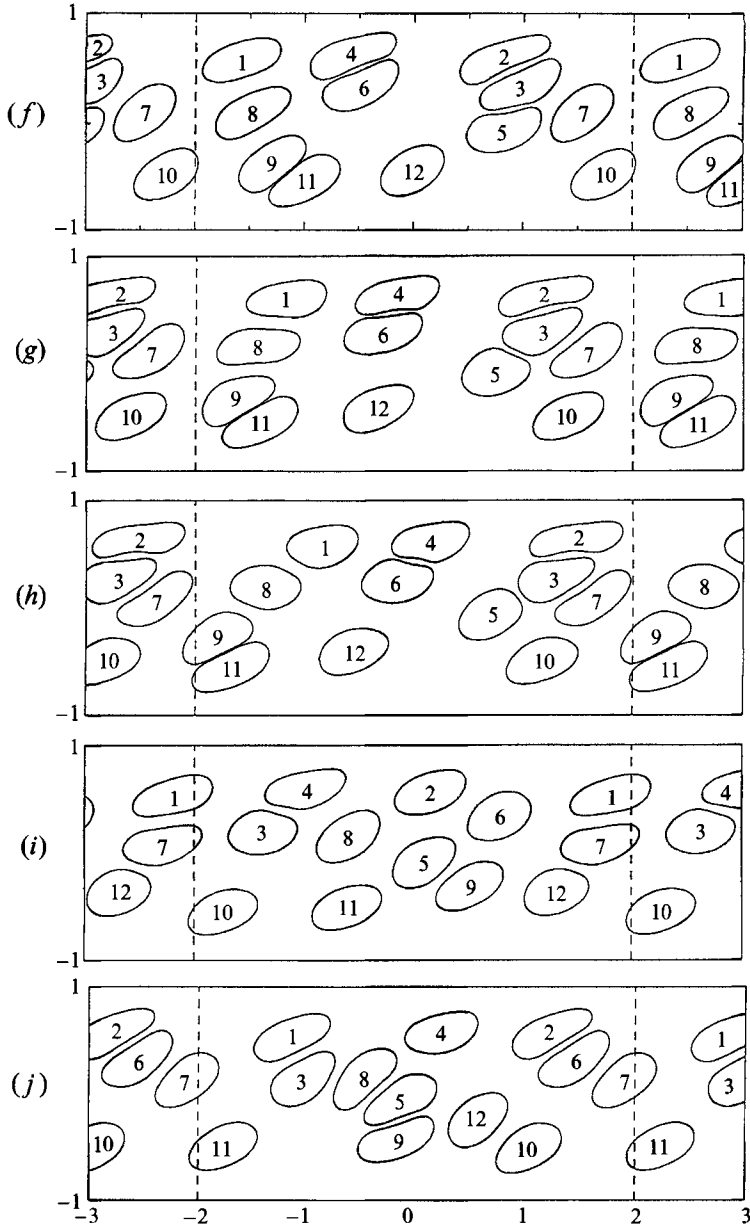 1
2 4 2
1 1
3 6 3
(f) 7 8 5 7 8
10 9 11 12 10 9 11
-1
1
2 1 4 2 1
3 6 3
(g) 7 8 5 7 8
10 9 11 12 10 9 11
-1
1
2 1 4 2
3 8 6 3 8
(h) 7 5 7
10 9 11 12 10 9 11
-1
1
1 4 2 1 4
6
(i) 7 3 8 5 7 3
12 9 12
10 11 10
-1
1
2 1 4 2 1
6 6
(j) 7 3 8 5 7 3
10 11 9 12 10 11
-1
-3 -2 -1 0 1 2 3